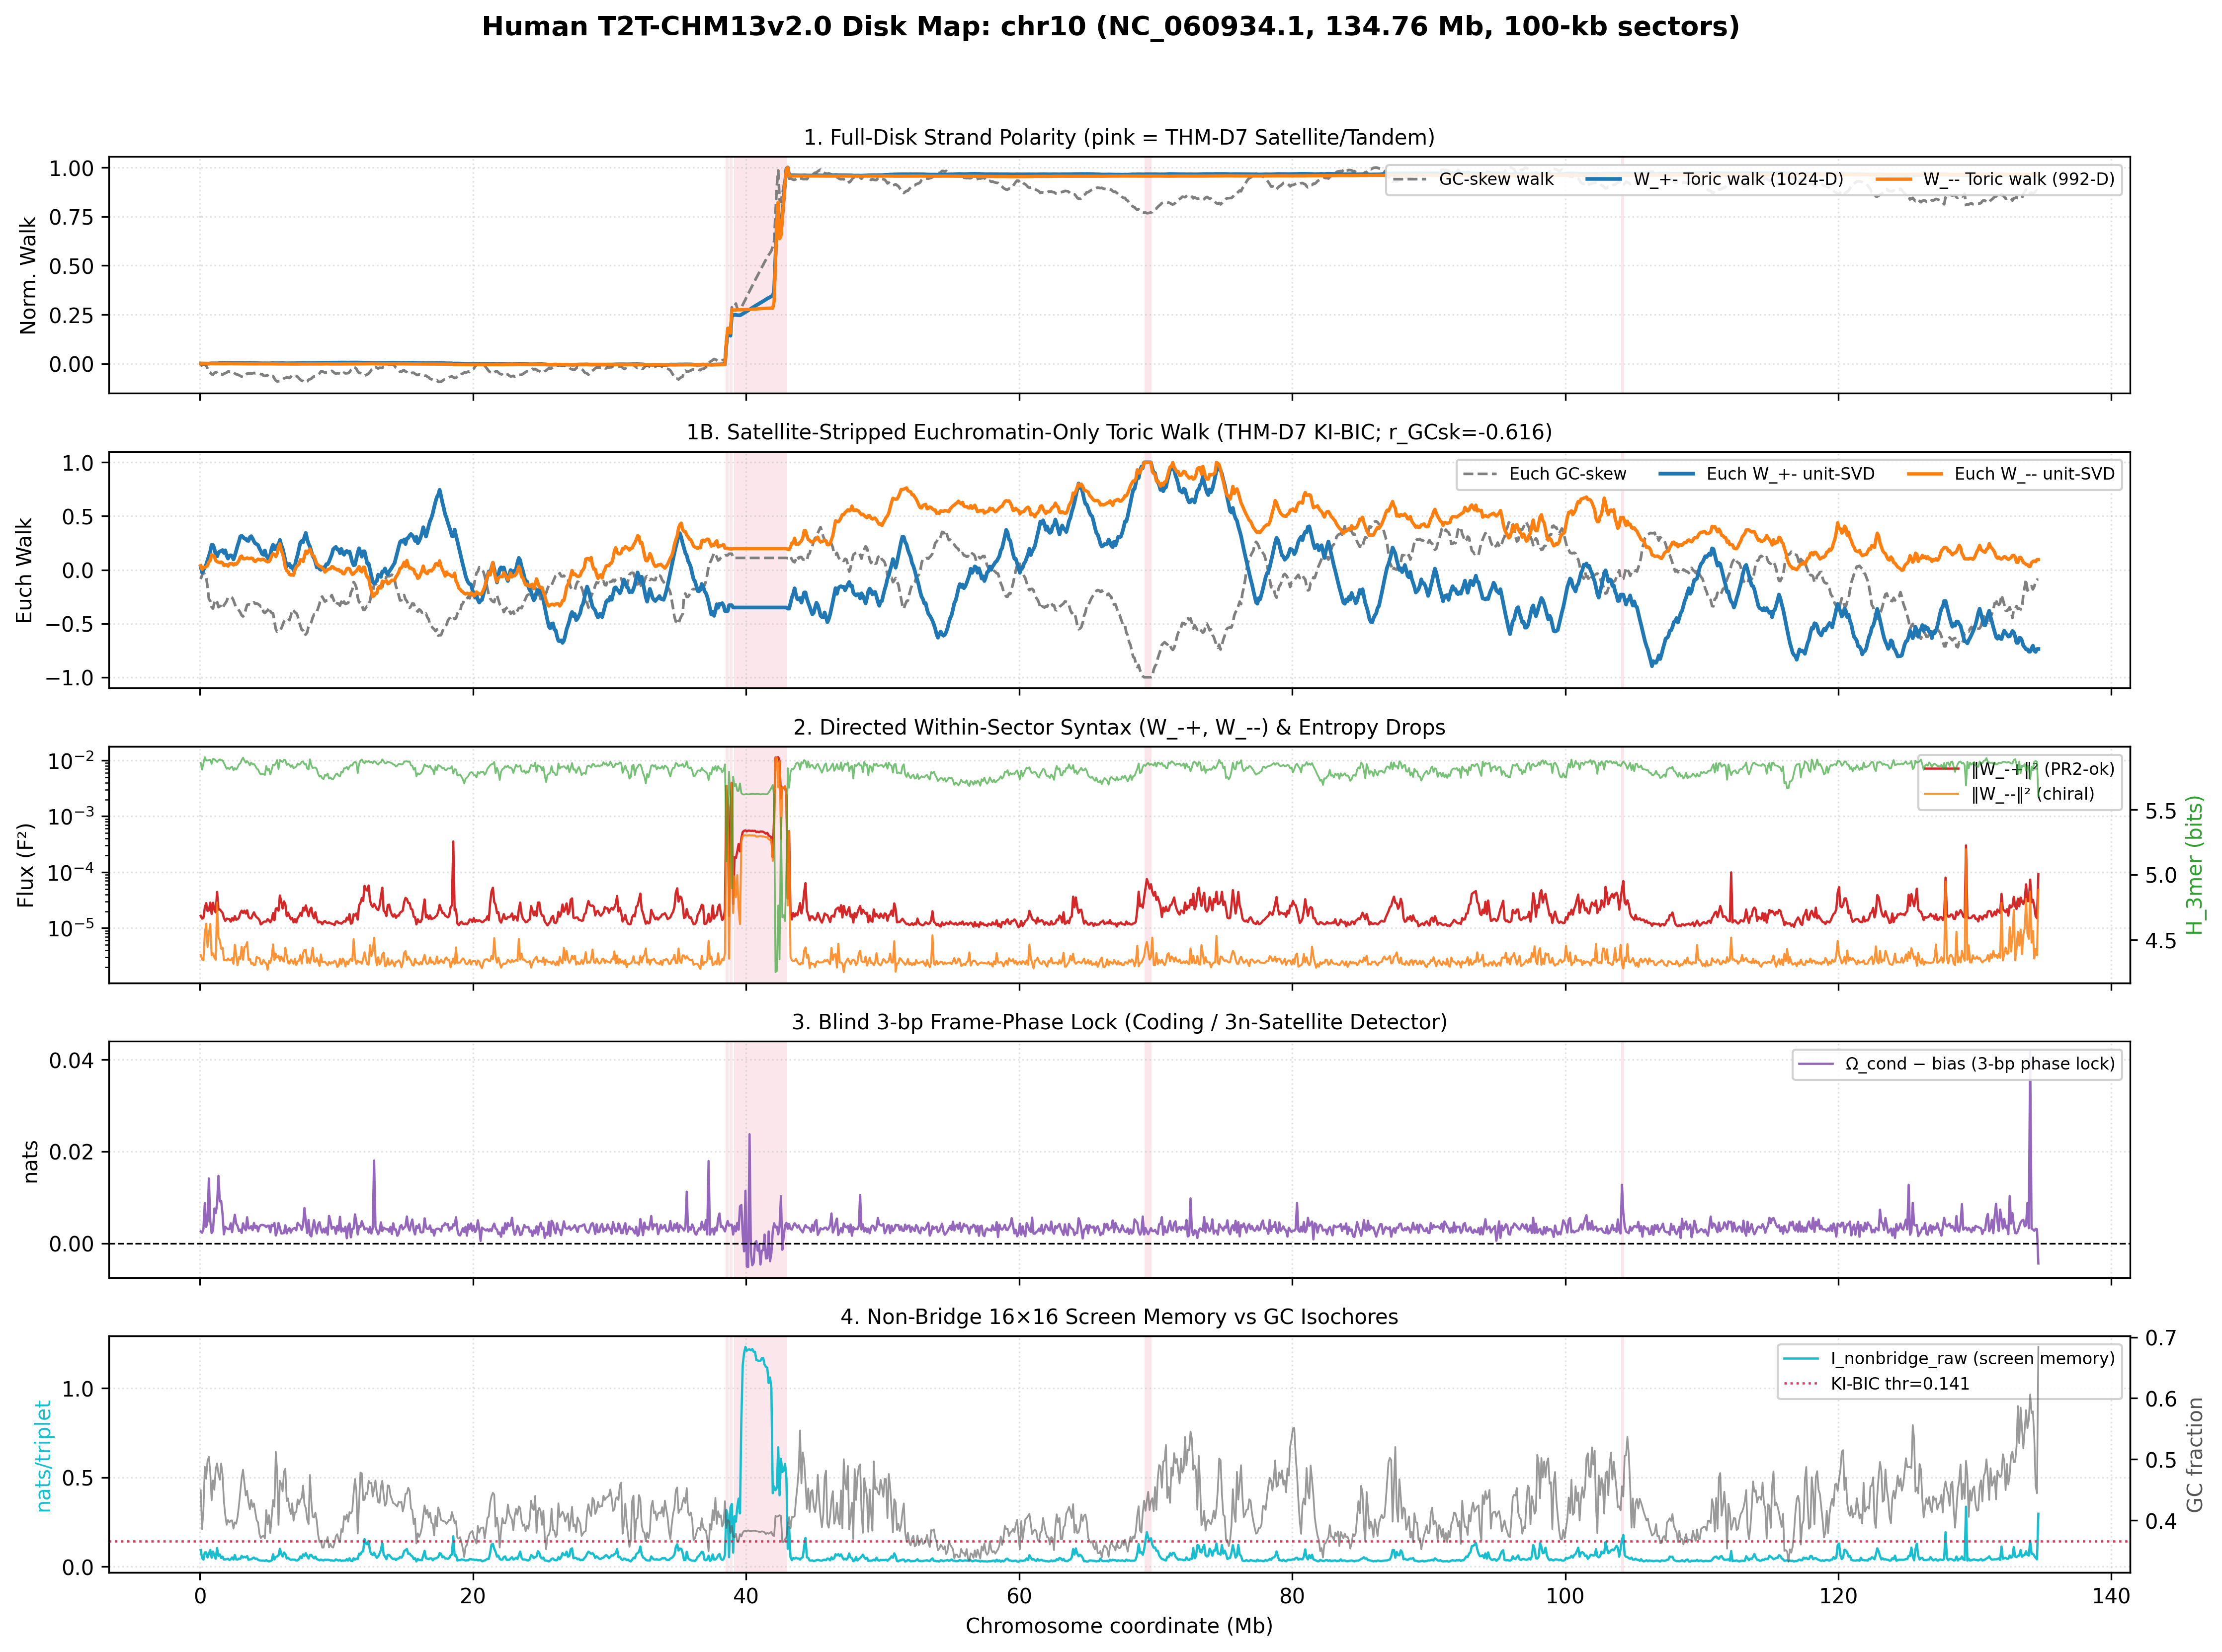 Human T2T-CHM13v2.0 Disk Map: chr10 (NC_060934.1, 134.76 Mb, 100-kb sectors)
1. Full-Disk Strand Polarity (pink = THM-D7 Satellite/Tandem)
Norm. Walk
1.00
0.75
0.50
0.25
0.00
GC-skew walk
W_+- Toric walk (1024-D)
W_-- Toric walk (992-D)
1B. Satellite-Stripped Euchromatin-Only Toric Walk (THM-D7 KI-BIC; r_GCsk=-0.616)
Euch Walk
1.0
0.5
0.0
−0.5
−1.0
Euch GC-skew
Euch W_+- unit-SVD
Euch W_-- unit-SVD
2. Directed Within-Sector Syntax (W_-+, W_--) & Entropy Drops
Flux (F²)
10⁻²
10⁻³
10⁻⁴
10⁻⁵
‖W_-+‖² (PR2-ok)
‖W_--‖² (chiral)
5.5
5.0
4.5
H_3mer (bits)
3. Blind 3-bp Frame-Phase Lock (Coding / 3n-Satellite Detector)
nats
0.04
0.02
0.00
Ω_cond − bias (3-bp phase lock)
4. Non-Bridge 16×16 Screen Memory vs GC Isochores
nats/triplet
1.0
0.5
0.0
I_nonbridge_raw (screen memory)
KI-BIC thr=0.141
0.7
0.6
0.5
0.4
GC fraction
0 20 40 60 80 100 120 140
Chromosome coordinate (Mb)